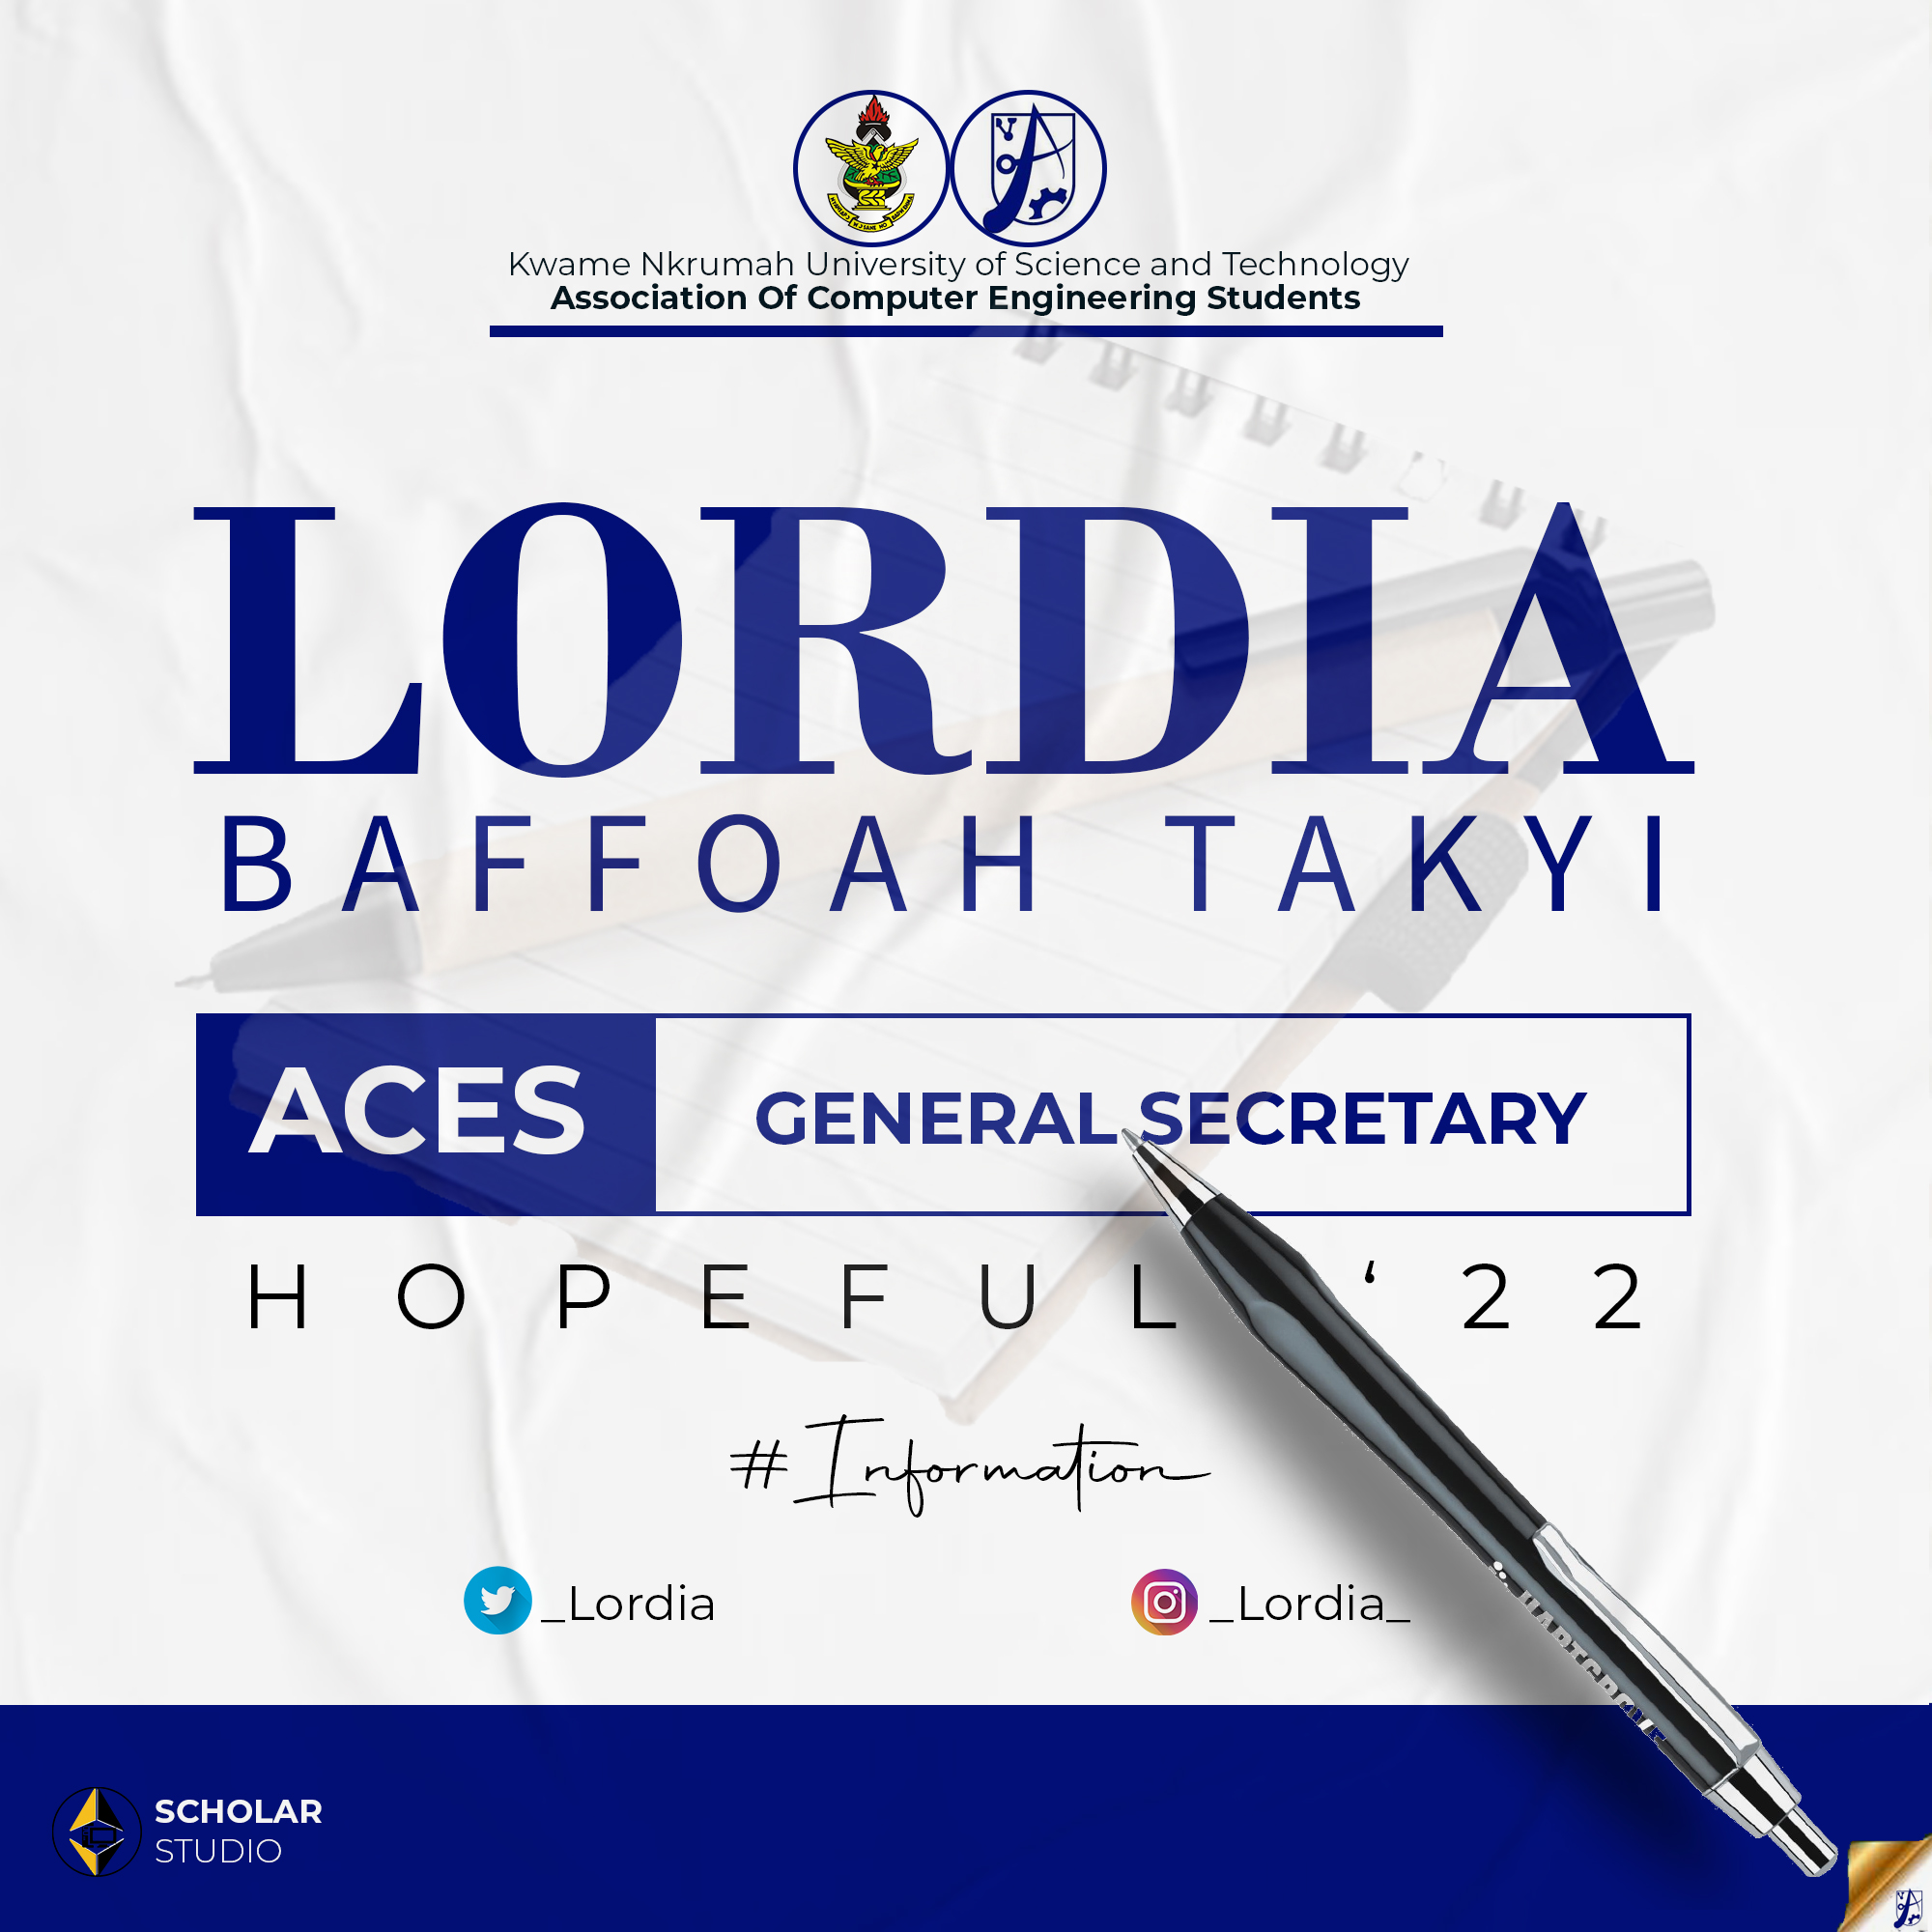 Kwame Nkrumah University of Science and Technology
Association Of Computer Engineering Students
LORDIA
BAFFOAH TAKYI
ACES
GENERAL SECRETARY
HOPEFUL ‘22
#Information
_Lordia
_Lordia_
SCHOLAR
STUDIO